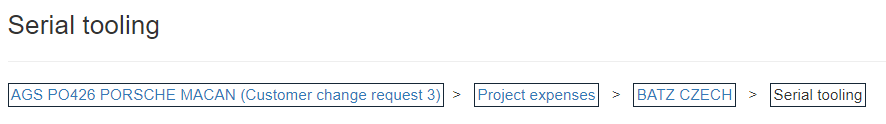 Serial tooling
AGS PO426 PORSCHE MACAN (Customer change request 3) > Project expenses > BATZ CZECH > Serial tooling